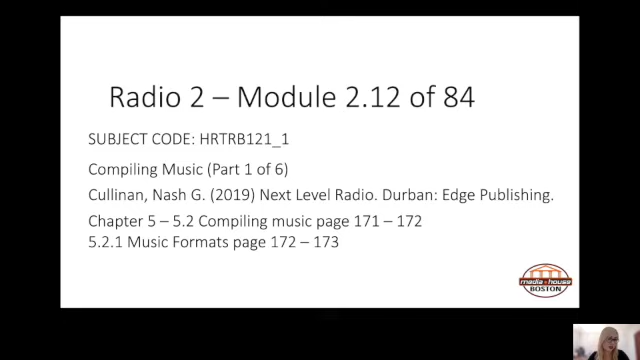 Radio 2 – Module 2.12 of 84
SUBJECT CODE: HRTRB121_1
Compiling Music (Part 1 of 6)
Cullinan, Nash G. (2019) Next Level Radio. Durban: Edge Publishing.
Chapter 5 – 5.2 Compiling music page 171 – 172
5.2.1 Music Formats page 172 – 173
media house
BOSTON